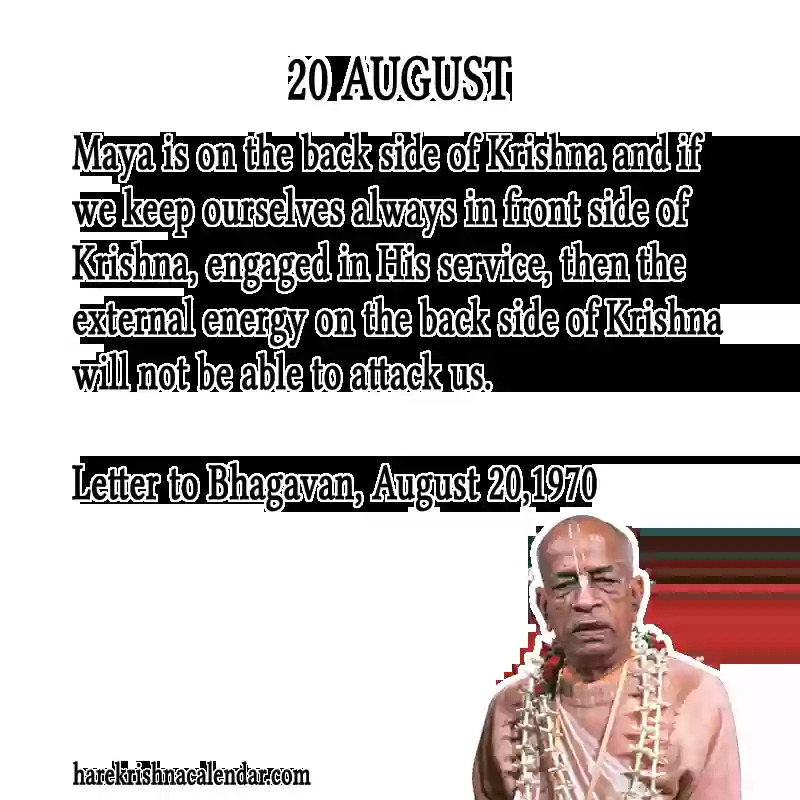 20 AUGUST
Maya is on the back side of Krishna and if
we keep ourselves always in front side of
Krishna, engaged in His service, then the
external energy on the back side of Krishna
will not be able to attack us.
Letter to Bhagavan, August 20,1970
harekrishnacalendar.com